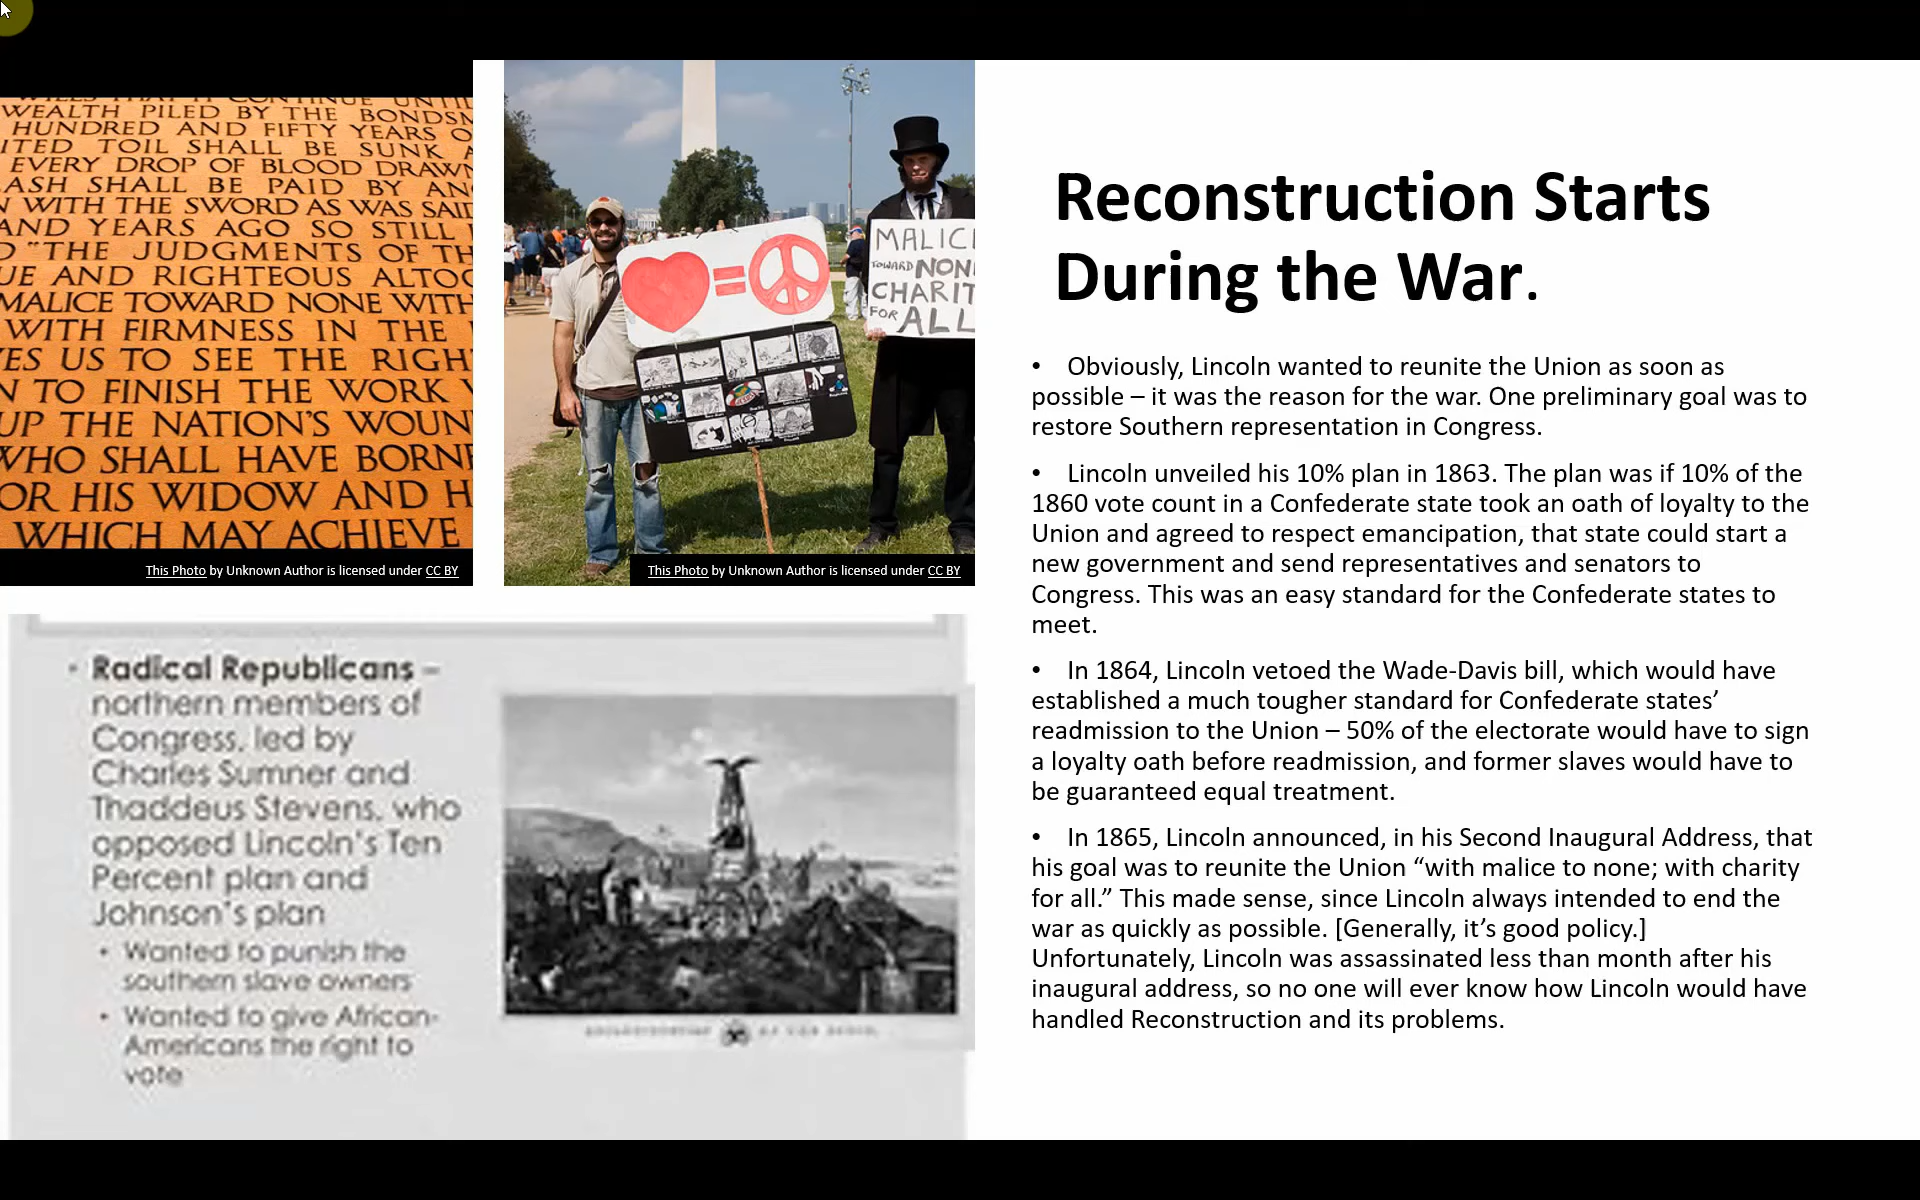 WEALTH PILED BY THE BONDSM
HUNDRED AND FIFTY YEARS O
ITED TOIL SHALL BE SUNK
EVERY DROP OF BLOOD DRAWN
ASH SHALL BE PAID BY AN
WITH THE SWORD AS WAS SAID
AND YEARS AGO SO STILL
"THE JUDGMENTS OF TH
UE AND RIGHTEOUS ALTOG
MALICE TOWARD NONE WITH
WITH FIRMNESS IN THE
ES US TO SEE THE RIGH
N TO FINISH THE WORK
UP THE NATION'S WOUN
WHO SHALL HAVE BORNE
OR HIS WIDOW AND H
WHICH MAY ACHIEVE
This Photo by Unknown Author is licensed under CC BY
MALIC
TOWARD NON
CHARIT
FOR ALL
This Photo by Unknown Author is licensed under CC BY
• Radical Republicans –
northern members of
Congress, led by
Charles Sumner and
Thaddeus Stevens, who
opposed Lincoln's Ten
Percent plan and
Johnson's plan
• Wanted to punish the
southern slave owners
• Wanted to give African-
Americans the right to
vote
Reconstruction Starts
During the War.
• Obviously, Lincoln wanted to reunite the Union as soon as
possible – it was the reason for the war. One preliminary goal was to
restore Southern representation in Congress.
• Lincoln unveiled his 10% plan in 1863. The plan was if 10% of the
1860 vote count in a Confederate state took an oath of loyalty to the
Union and agreed to respect emancipation, that state could start a
new government and send representatives and senators to
Congress. This was an easy standard for the Confederate states to
meet.
• In 1864, Lincoln vetoed the Wade-Davis bill, which would have
established a much tougher standard for Confederate states’
readmission to the Union – 50% of the electorate would have to sign
a loyalty oath before readmission, and former slaves would have to
be guaranteed equal treatment.
• In 1865, Lincoln announced, in his Second Inaugural Address, that
his goal was to reunite the Union “with malice to none; with charity
for all.” This made sense, since Lincoln always intended to end the
war as quickly as possible. [Generally, it’s good policy.]
Unfortunately, Lincoln was assassinated less than month after his
inaugural address, so no one will ever know how Lincoln would have
handled Reconstruction and its problems.